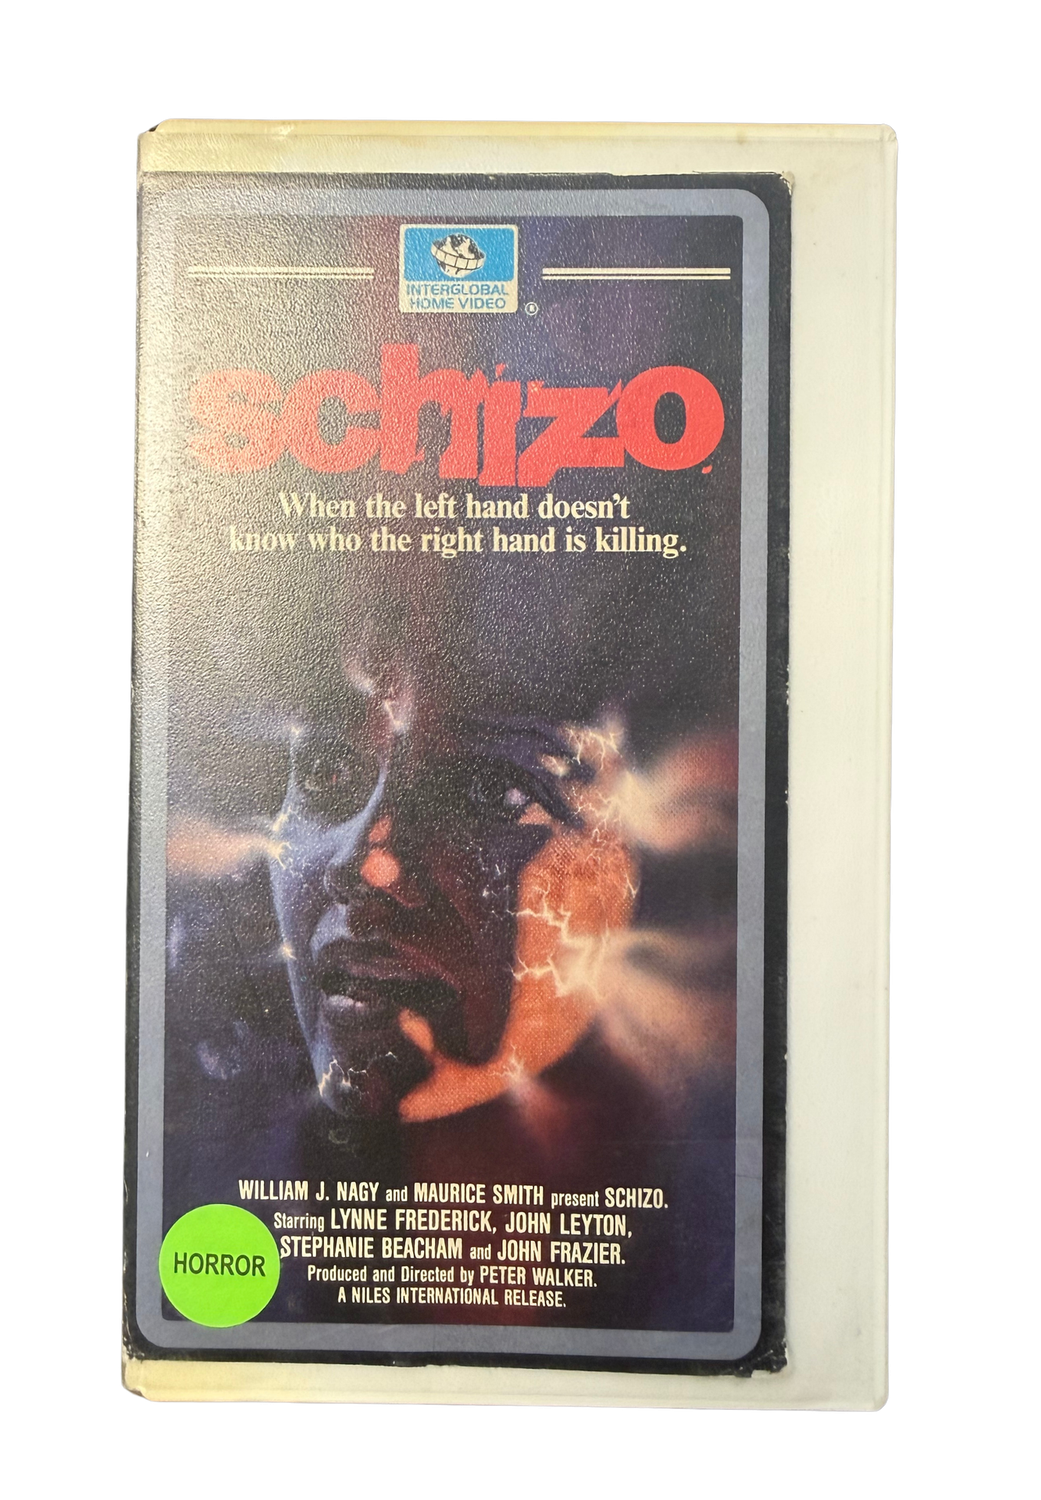 INTERGLOBAL
HOME VIDEO ®
schizo
When the left hand doesn't
know who the right hand is killing.
WILLIAM J. NAGY and MAURICE SMITH present SCHIZO.
Starring LYNNE FREDERICK, JOHN LEYTON,
STEPHANIE BEACHAM and JOHN FRAZIER.
Produced and Directed by PETER WALKER.
A NILES INTERNATIONAL RELEASE.
HORROR